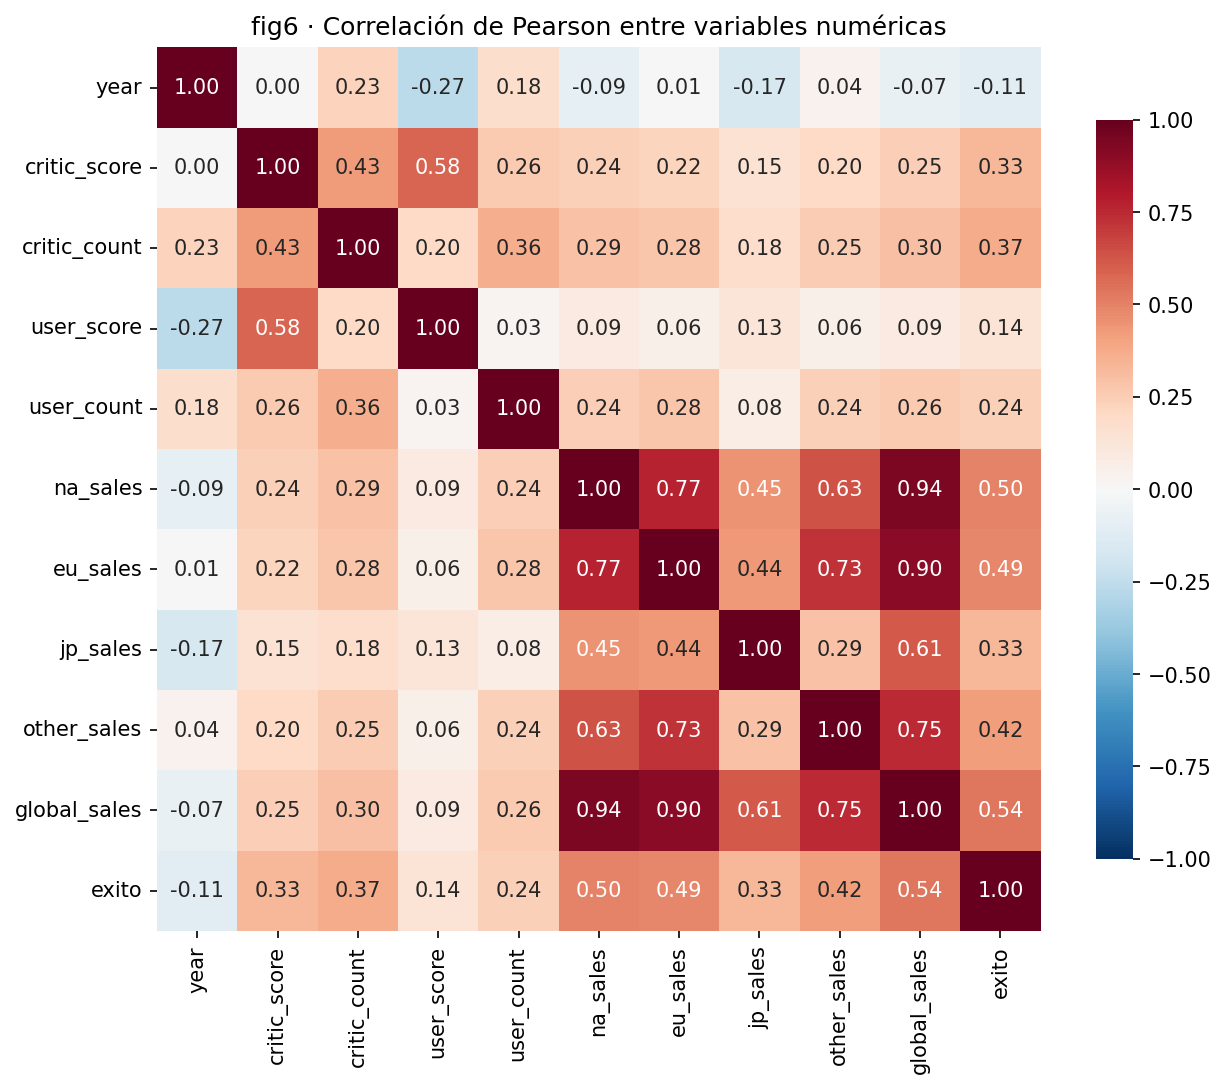 fig6 · Correlación de Pearson entre variables numéricas
year 1.00 0.00 0.23 -0.27 0.18 -0.09 0.01 -0.17 0.04 -0.07 -0.11
critic_score 0.00 1.00 0.43 0.58 0.26 0.24 0.22 0.15 0.20 0.25 0.33
critic_count 0.23 0.43 1.00 0.20 0.36 0.29 0.28 0.18 0.25 0.30 0.37
user_score -0.27 0.58 0.20 1.00 0.03 0.09 0.06 0.13 0.06 0.09 0.14
user_count 0.18 0.26 0.36 0.03 1.00 0.24 0.28 0.08 0.24 0.26 0.24
na_sales -0.09 0.24 0.29 0.09 0.24 1.00 0.77 0.45 0.63 0.94 0.50
eu_sales 0.01 0.22 0.28 0.06 0.28 0.77 1.00 0.44 0.73 0.90 0.49
jp_sales -0.17 0.15 0.18 0.13 0.08 0.45 0.44 1.00 0.29 0.61 0.33
other_sales 0.04 0.20 0.25 0.06 0.24 0.63 0.73 0.29 1.00 0.75 0.42
global_sales -0.07 0.25 0.30 0.09 0.26 0.94 0.90 0.61 0.75 1.00 0.54
exito -0.11 0.33 0.37 0.14 0.24 0.50 0.49 0.33 0.42 0.54 1.00
year critic_score critic_count user_score user_count na_sales eu_sales jp_sales other_sales global_sales exito
1.00
0.75
0.50
0.25
0.00
−0.25
−0.50
−0.75
−1.00